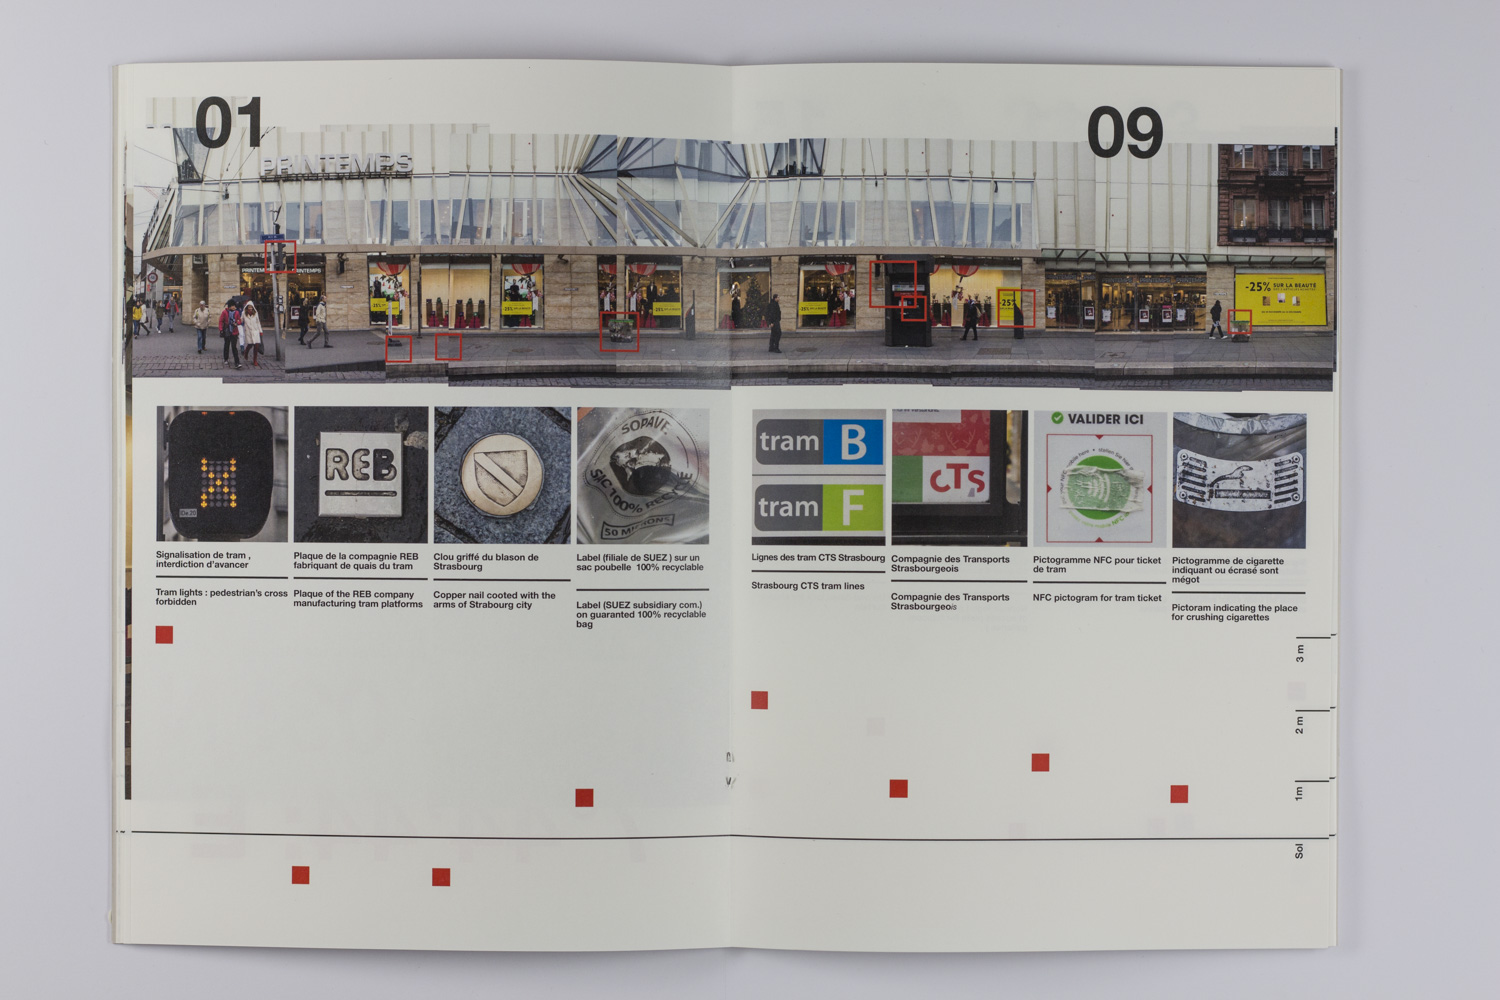 01
09
PRINTEMPS
-25% SUR LA BEAUTÉ
REB
SOPAVE
SAC 100% RECYCLÉ
50 MICRONS
tram B
tram F
CTS
VALIDER ICI
Signalisation de tram ,
interdiction d'avancer
Tram lights : pedestrian's cross
forbidden
Plaque de la compagnie REB
fabriquant de quais du tram
Plaque of the REB company
manufacturing tram platforms
Clou griffé du blason de
Strasbourg
Copper nail cooted with the
arms of Strabourg city
Label (filiale de SUEZ ) sur un
sac poubelle 100% recyclable
Label (SUEZ subsidiary com.)
on guaranted 100% recyclable
bag
Lignes des tram CTS Strasbourg
Strasbourg CTS tram lines
Compagnie des Transports
Strasbourgeois
Compagnie des Transports
Strasbourgeois
Pictogramme NFC pour ticket
de tram
NFC pictogram for tram ticket
Pictogramme de cigarette
indiquant ou écrasé sont
mégot
Pictoram indicating the place
for crushing cigarettes
3 m
2 m
1m
Sol